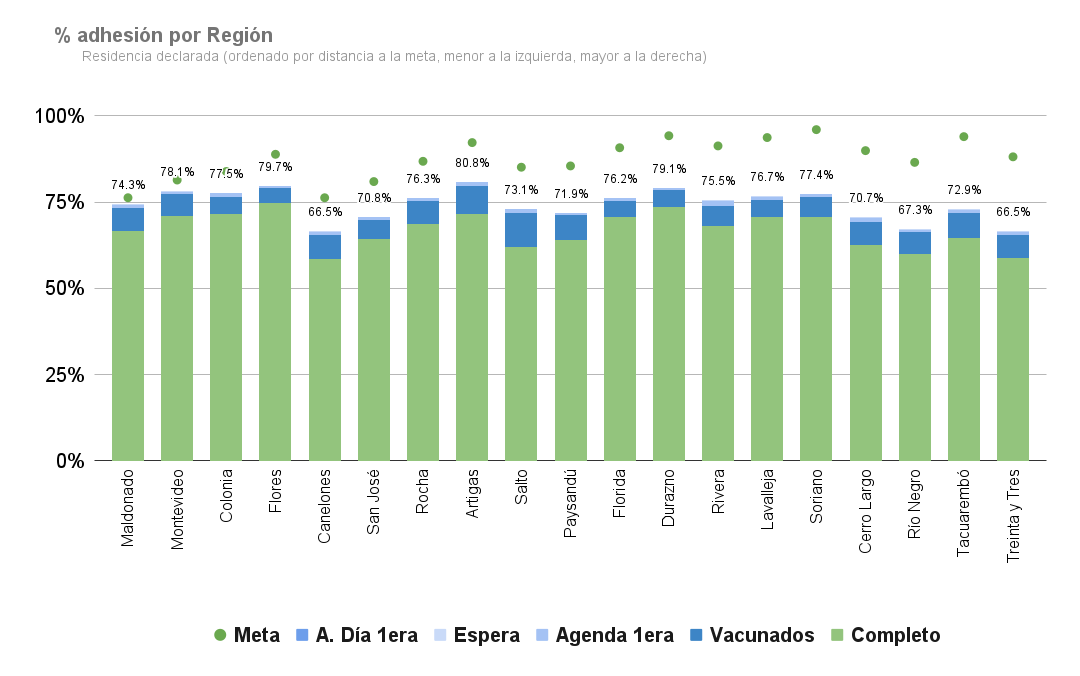 % adhesión por Región
Residencia declarada (ordenado por distancia a la meta, menor a la izquierda, mayor a la derecha)
100%
75%
50%
25%
0%
74.3%
78.1%
77.5%
79.7%
66.5%
70.8%
76.3%
80.8%
73.1%
71.9%
76.2%
79.1%
75.5%
76.7%
77.4%
70.7%
67.3%
72.9%
66.5%
Maldonado
Montevideo
Colonia
Flores
Canelones
San José
Rocha
Artigas
Salto
Paysandú
Florida
Durazno
Rivera
Lavalleja
Soriano
Cerro Largo
Río Negro
Tacuarembó
Treinta y Tres
Meta
A. Día 1era
Espera
Agenda 1era
Vacunados
Completo